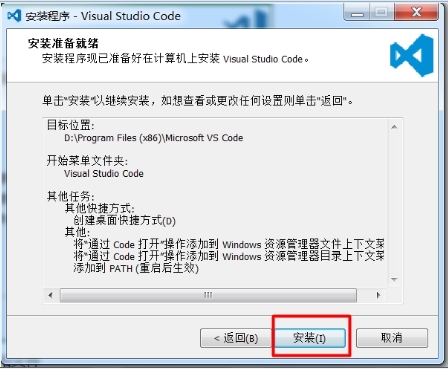 安装程序 - Visual Studio Code
安装准备就绪
安装程序现已准备好在计算机上安装 Visual Studio Code。
单击“安装”以继续安装，如想查看或更改任何设置则单击“返回”。
目标位置:
D:\Program Files (x86)\Microsoft VS Code
开始菜单文件夹:
Visual Studio Code
其他任务:
其他快捷方式:
创建桌面快捷方式(D)
其他:
将“通过 Code 打开”操作添加到 Windows 资源管理器文件上下文菜
将“通过 Code 打开”操作添加到 Windows 资源管理器目录上下文菜
添加到 PATH (重启后生效)
< 返回(B)
安装(I)
取消